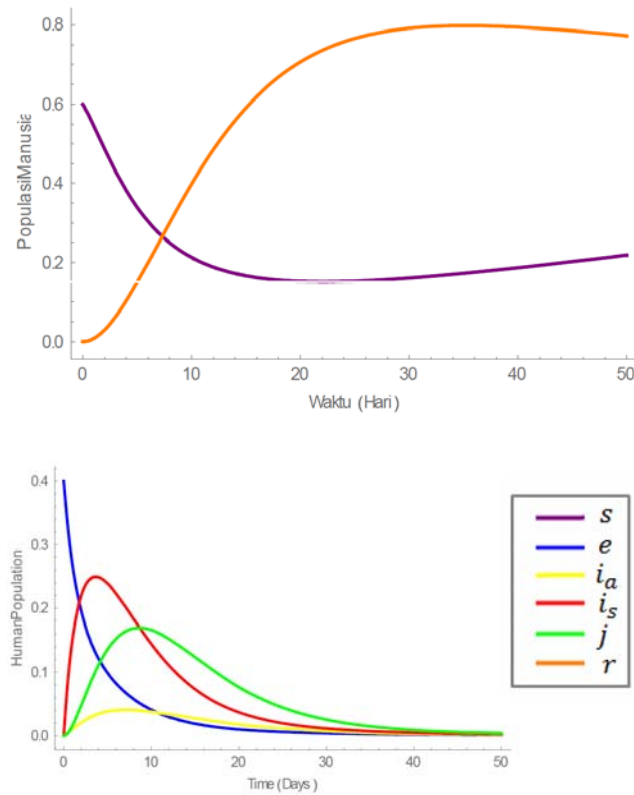 PopulasiManusia
0.8
0.6
0.4
0.2
0.0
0 10 20 30 40 50
Waktu (Hari)
HumanPopulation
0.4
0.3
0.2
0.1
0.0
0 10 20 30 40 50
Time (Days)
s
e
i_a
i_s
j
r